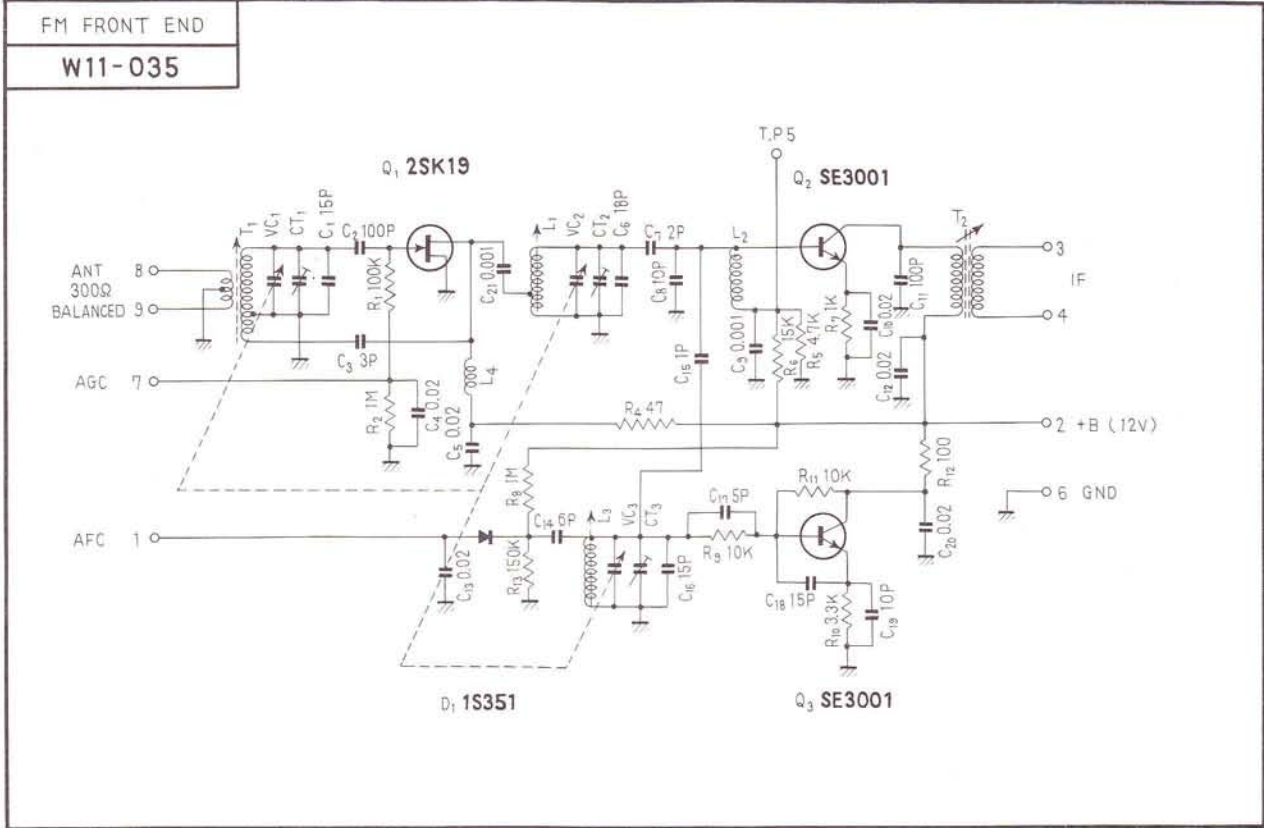 FM FRONT END
W11-035
T.P 5
Q1 2SK19
Q2 SE3001
T1
VC1
CT1
C1 15P
C2 100P
R1 100K
C21 0.001
L1
VC2
CT2
C6 18P
C7 2P
C8 10P
L2
T2
C11 100P
ANT 8
300Ω
BALANCED 9
3
IF
4
C3 3P
L4
C15 1P
C9 0.001
R6 15K
R5 4.7K
R7 1K
C10 0.02
C12 0.02
AGC 7
R2 1M
C4 0.02
C5 0.02
R4 47
2 +B (12V)
R12 100
R8 1M
R11 10K
6 GND
AFC 1
C13 0.02
C14 6P
R13 150K
L3
VC3
CT3
C16 15P
C17 5P
R9 10K
C20 0.02
C18 15P
R10 3.3K
C19 10P
D1 1S351
Q3 SE3001